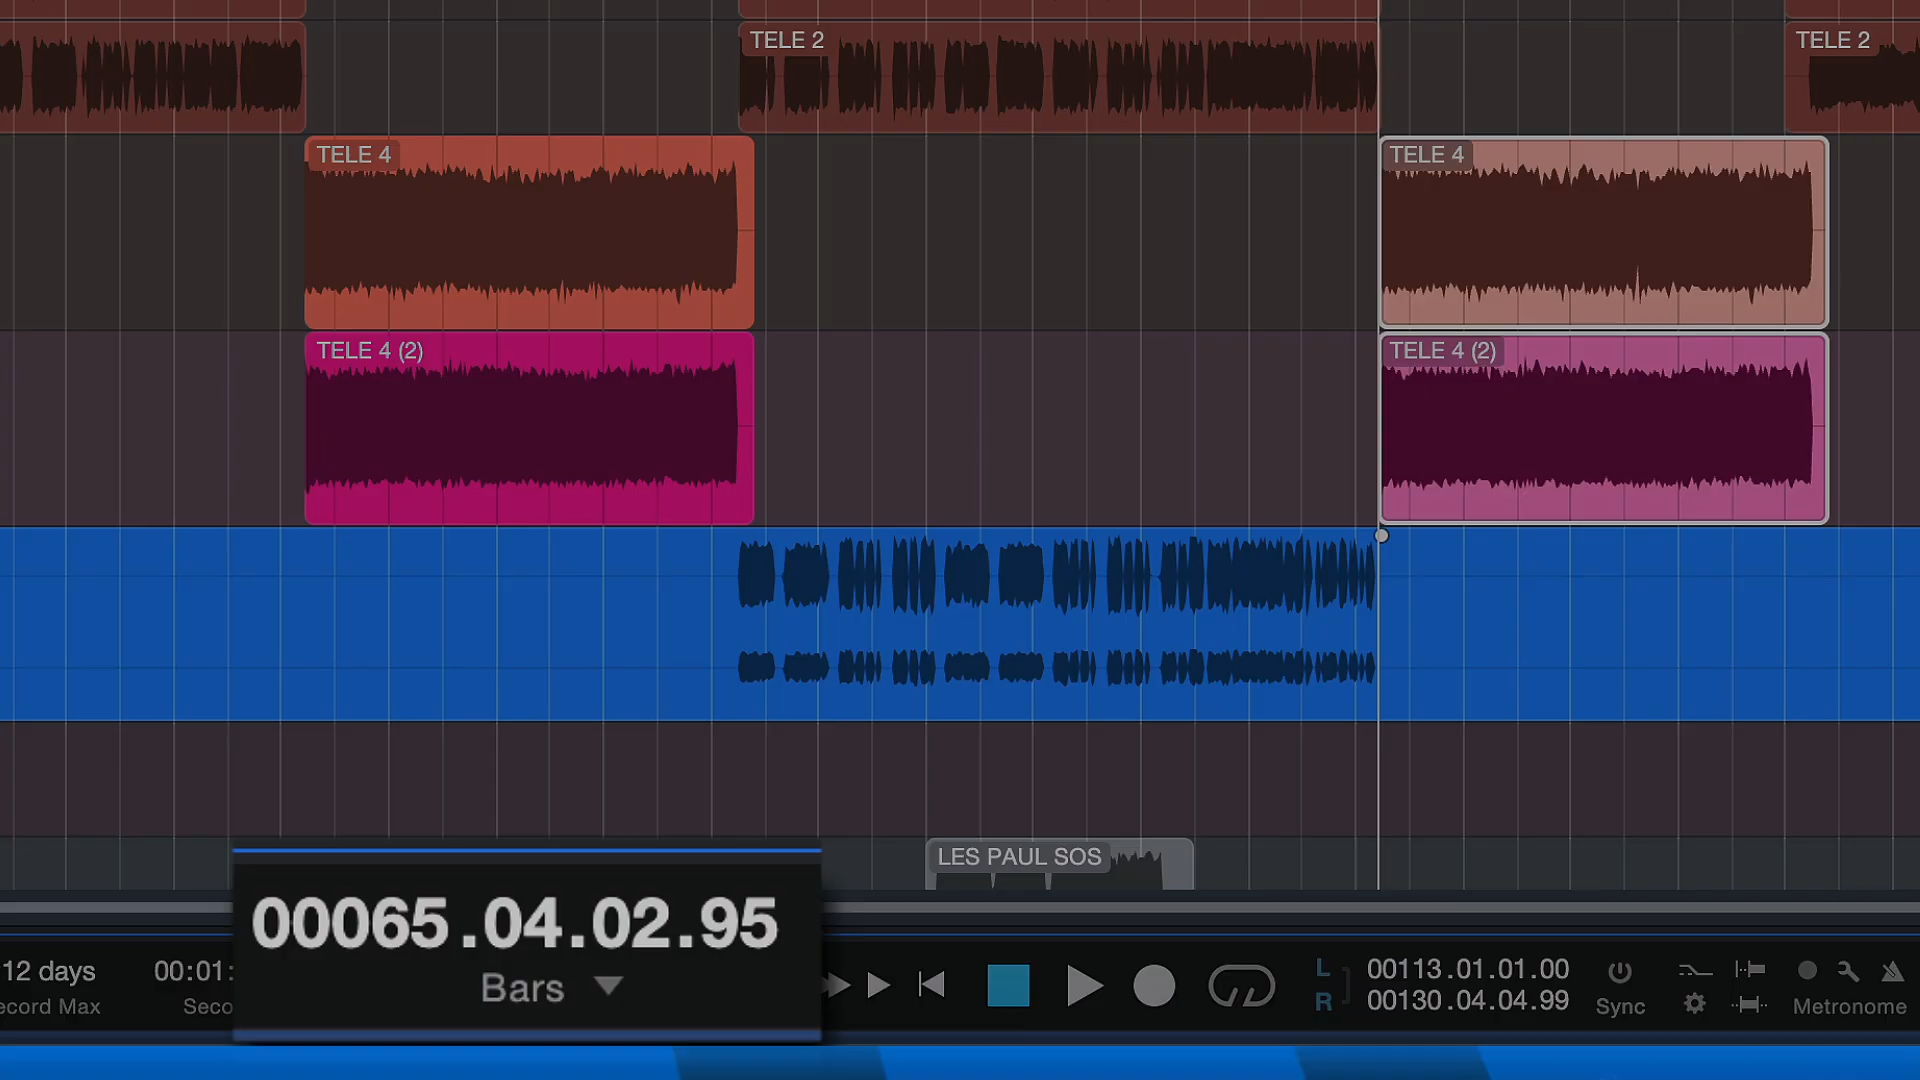 TELE 2
TELE 2
TELE 4
TELE 4
TELE 4 (2)
TELE 4 (2)
LES PAUL SOS
00065.04.02.95
Bars
12 days
ecord Max
00:01:
Seco
L
R
00113.01.01.00
00130.04.04.99
Sync
Metronome